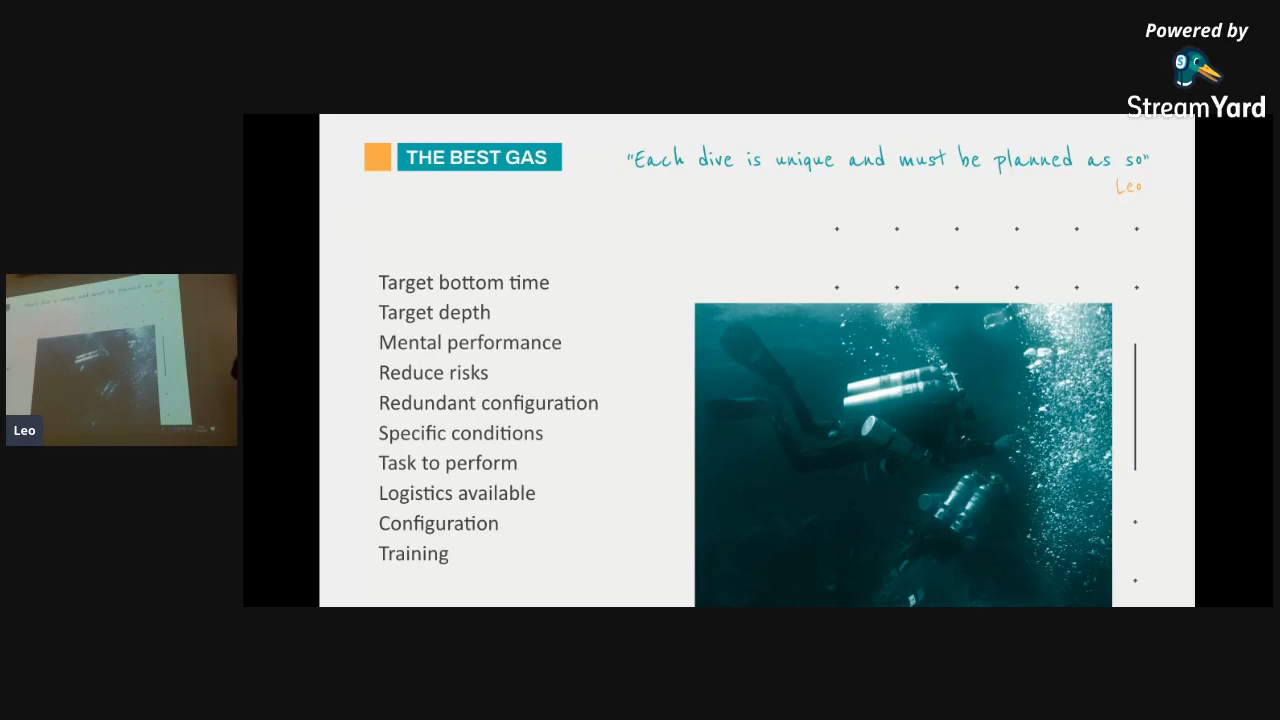 Powered by
StreamYard
THE BEST GAS
"Each dive is unique and must be planned as so"
Leo
Target bottom time
Target depth
Mental performance
Reduce risks
Redundant configuration
Specific conditions
Task to perform
Logistics available
Configuration
Training
Leo